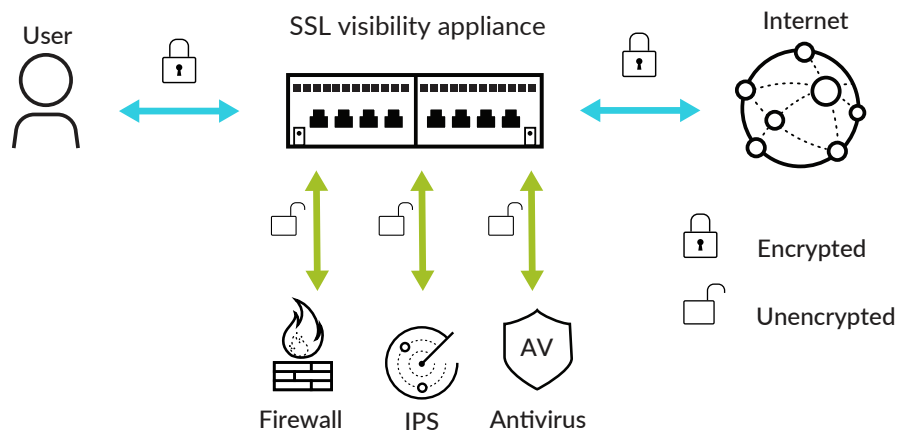 User
SSL visibility appliance
Internet
Encrypted
Unencrypted
AV
Firewall
IPS
Antivirus